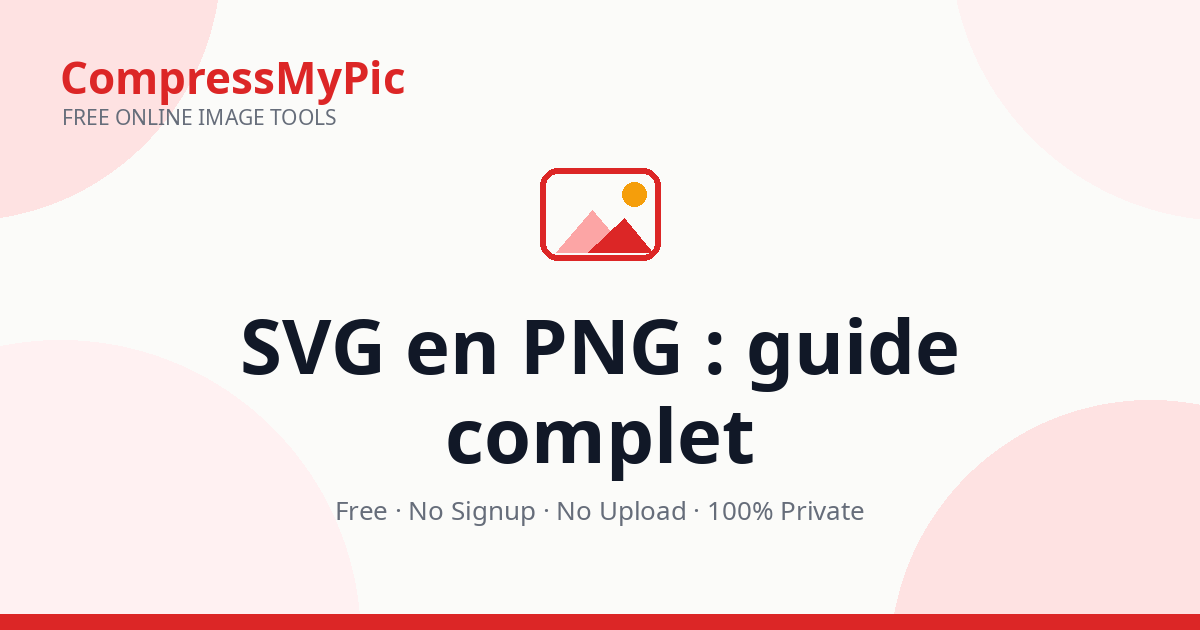 CompressMyPic
FREE ONLINE IMAGE TOOLS
SVG en PNG : guide
complet
Free · No Signup · No Upload · 100% Private